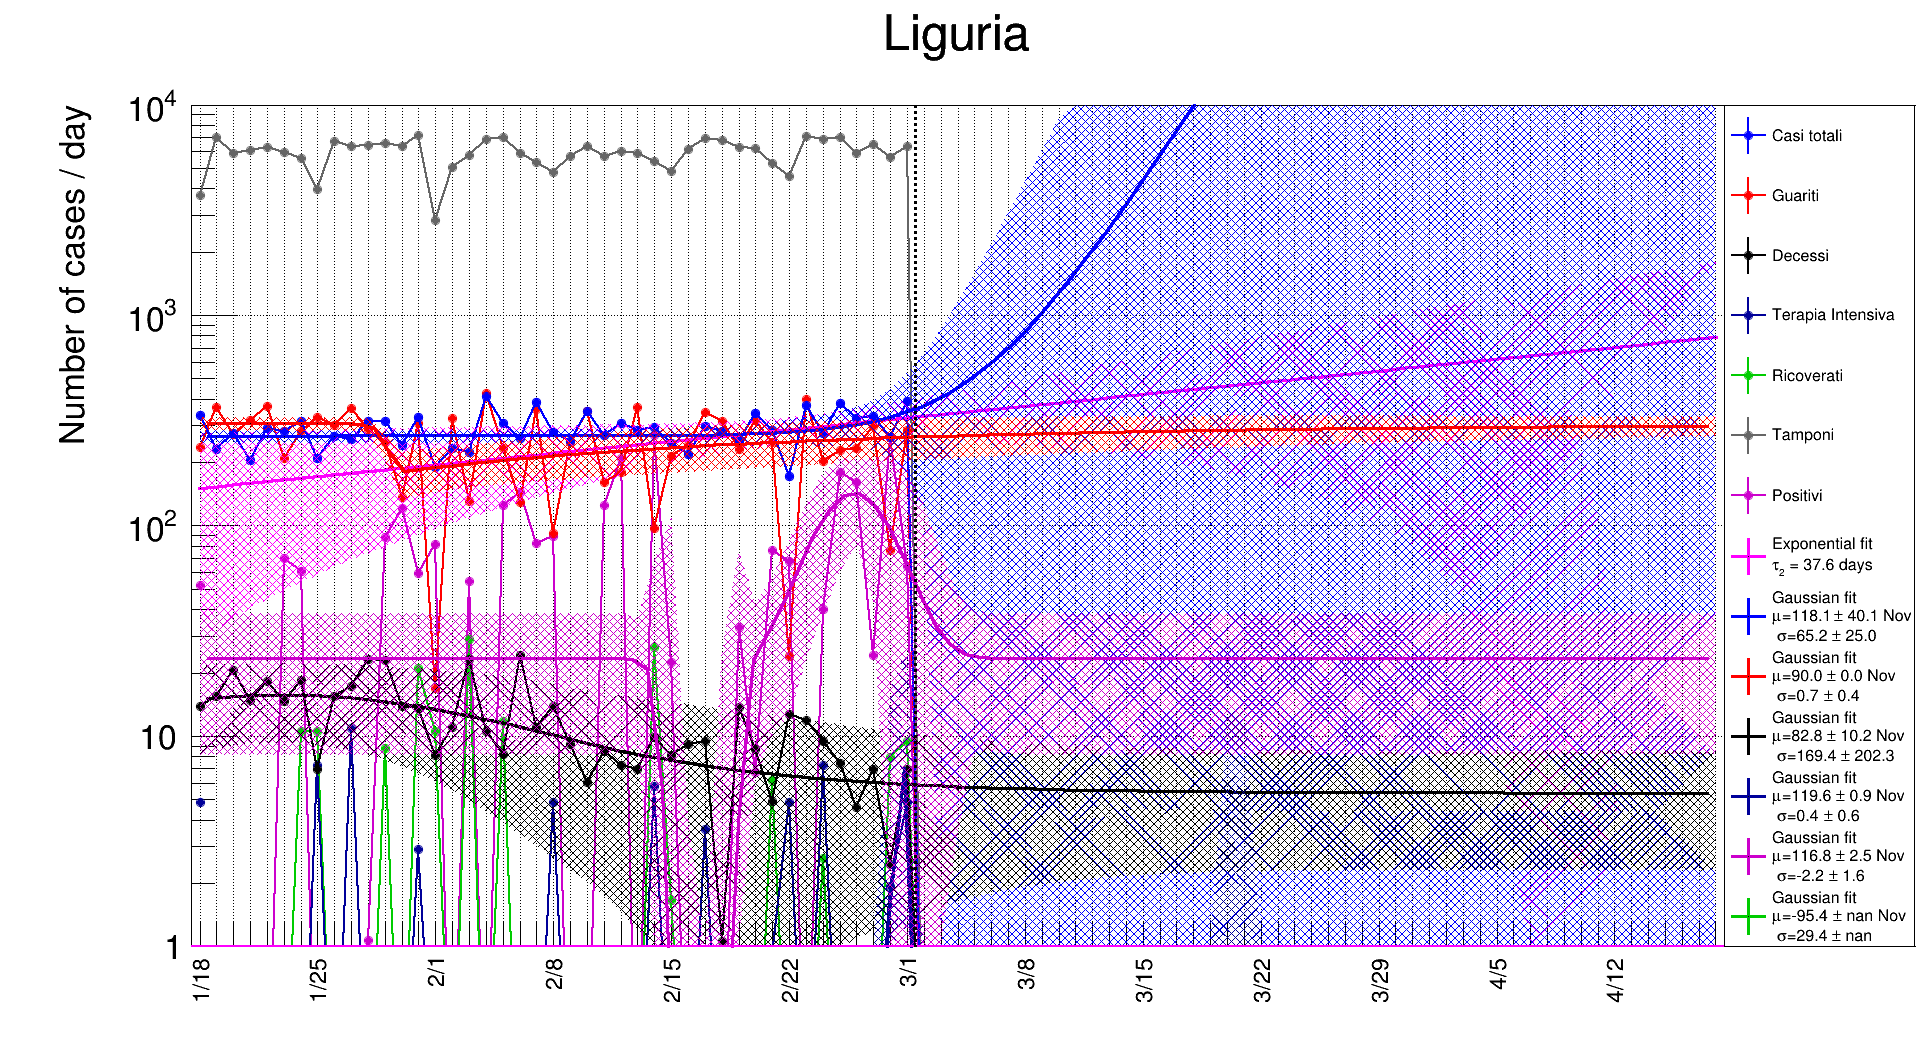 Liguria
Number of cases / day
10^4
10^3
10^2
10
1
1/18
1/25
2/1
2/8
2/15
2/22
3/1
3/8
3/15
3/22
3/29
4/5
4/12
Casi totali
Guariti
Decessi
Terapia Intensiva
Ricoverati
Tamponi
Positivi
Exponential fit
τ₂ = 37.6 days
Gaussian fit
μ=118.1 ± 40.1 Nov
σ=65.2 ± 25.0
Gaussian fit
μ=90.0 ± 0.0 Nov
σ=0.7 ± 0.4
Gaussian fit
μ=82.8 ± 10.2 Nov
σ=169.4 ± 202.3
Gaussian fit
μ=119.6 ± 0.9 Nov
σ=0.4 ± 0.6
Gaussian fit
μ=116.8 ± 2.5 Nov
σ=-2.2 ± 1.6
Gaussian fit
μ=-95.4 ± nan Nov
σ=29.4 ± nan